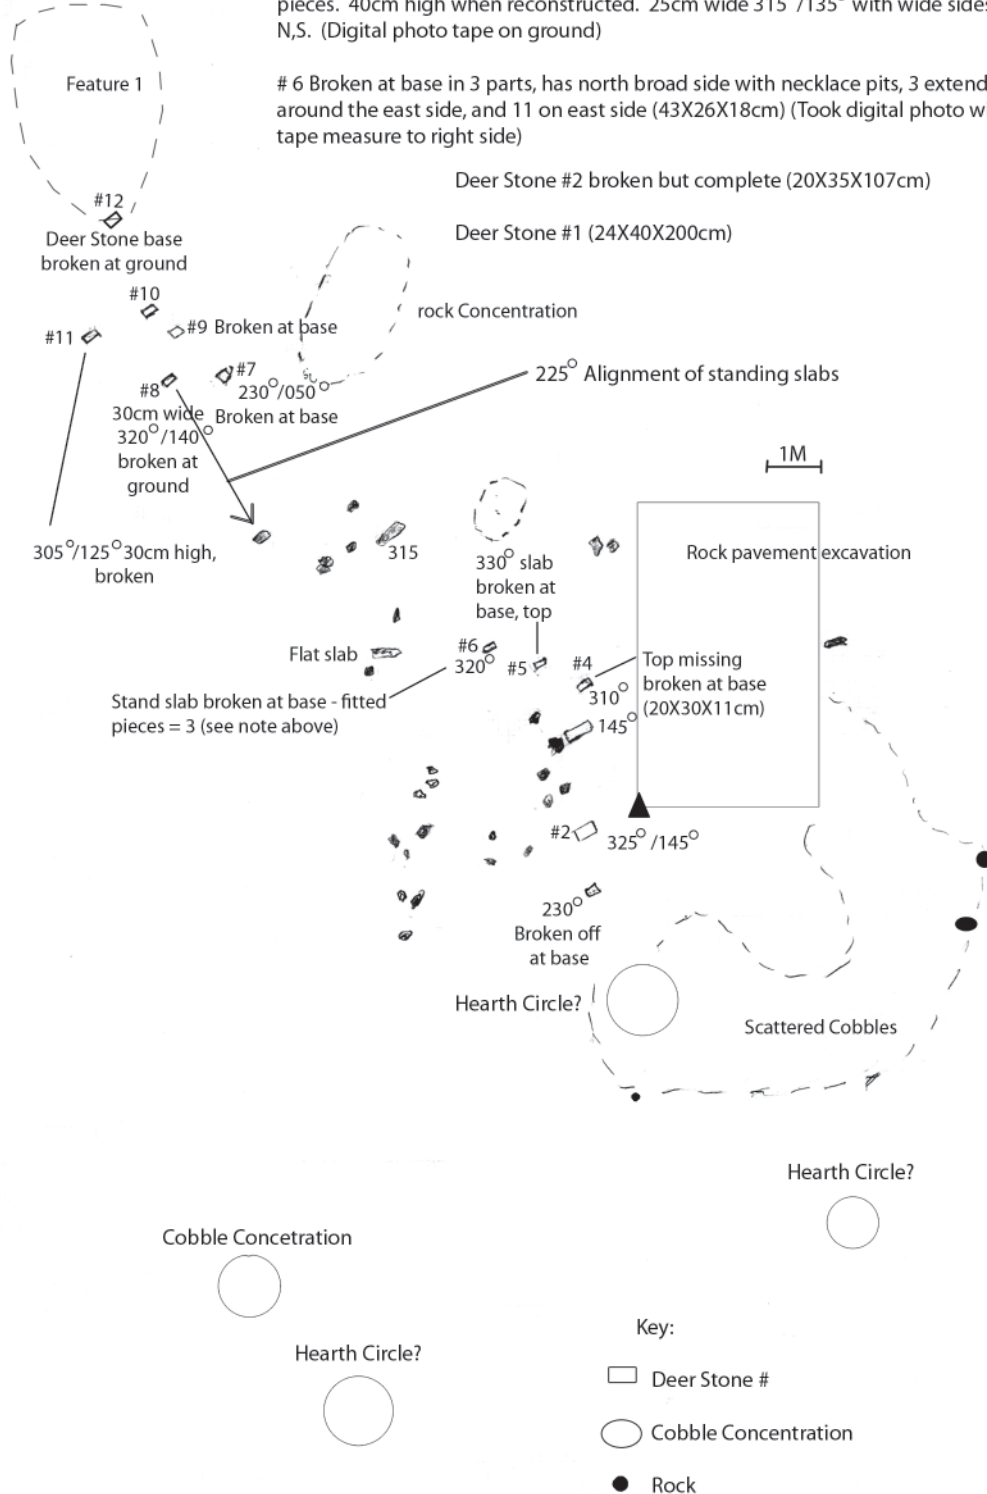 pieces. 40cm high when reconstructed. 25cm wide 315°/135° with wide sides
N,S. (Digital photo tape on ground)
# 6 Broken at base in 3 parts, has north broad side with necklace pits, 3 extend
around the east side, and 11 on east side (43X26X18cm) (Took digital photo w
tape measure to right side)
Feature 1
Deer Stone #2 broken but complete (20X35X107cm)
Deer Stone #1 (24X40X200cm)
#12
Deer Stone base
broken at ground
#10
#11
#9 Broken at base
rock Concentration
#7
230°/050°
Broken at base
#8
30cm wide
320°/140°
broken at
ground
225° Alignment of standing slabs
1M
305°/125° 30cm high,
broken
315
330° slab
broken at
base, top
Rock pavement excavation
Flat slab
#6
320°
#5
#4
310°
Top missing
broken at base
(20X30X11cm)
Stand slab broken at base - fitted
pieces = 3 (see note above)
145°
#2
325°/145°
230°
Broken off
at base
Hearth Circle?
Scattered Cobbles
Hearth Circle?
Cobble Concetration
Hearth Circle?
Key:
Deer Stone #
Cobble Concentration
Rock